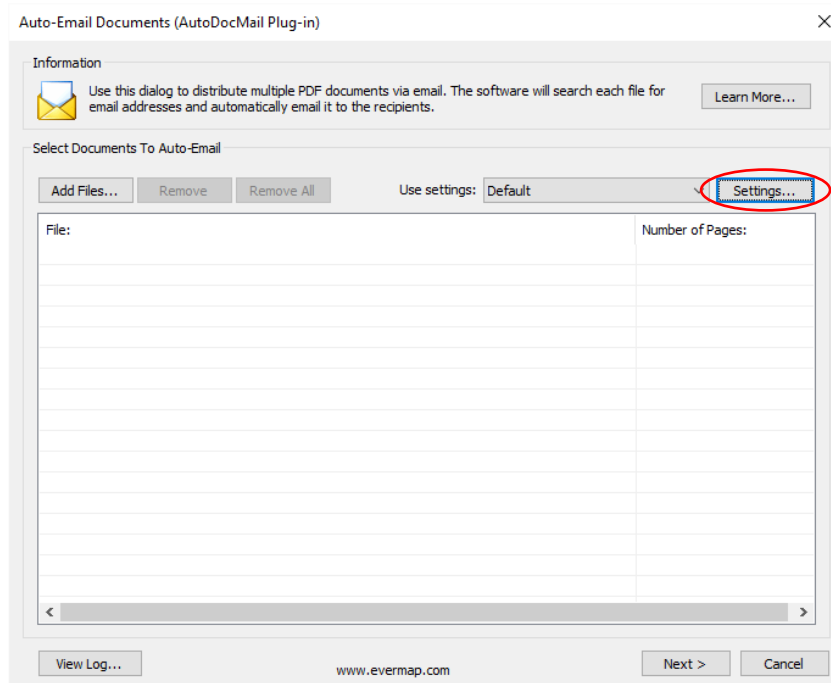 Auto-Email Documents (AutoDocMail Plug-in)
Information
Use this dialog to distribute multiple PDF documents via email. The software will search each file for
email addresses and automatically email it to the recipients.
Learn More...
Select Documents To Auto-Email
Add Files... Remove Remove All Use settings: Default Settings...
File: Number of Pages:
View Log... www.evermap.com Next > Cancel